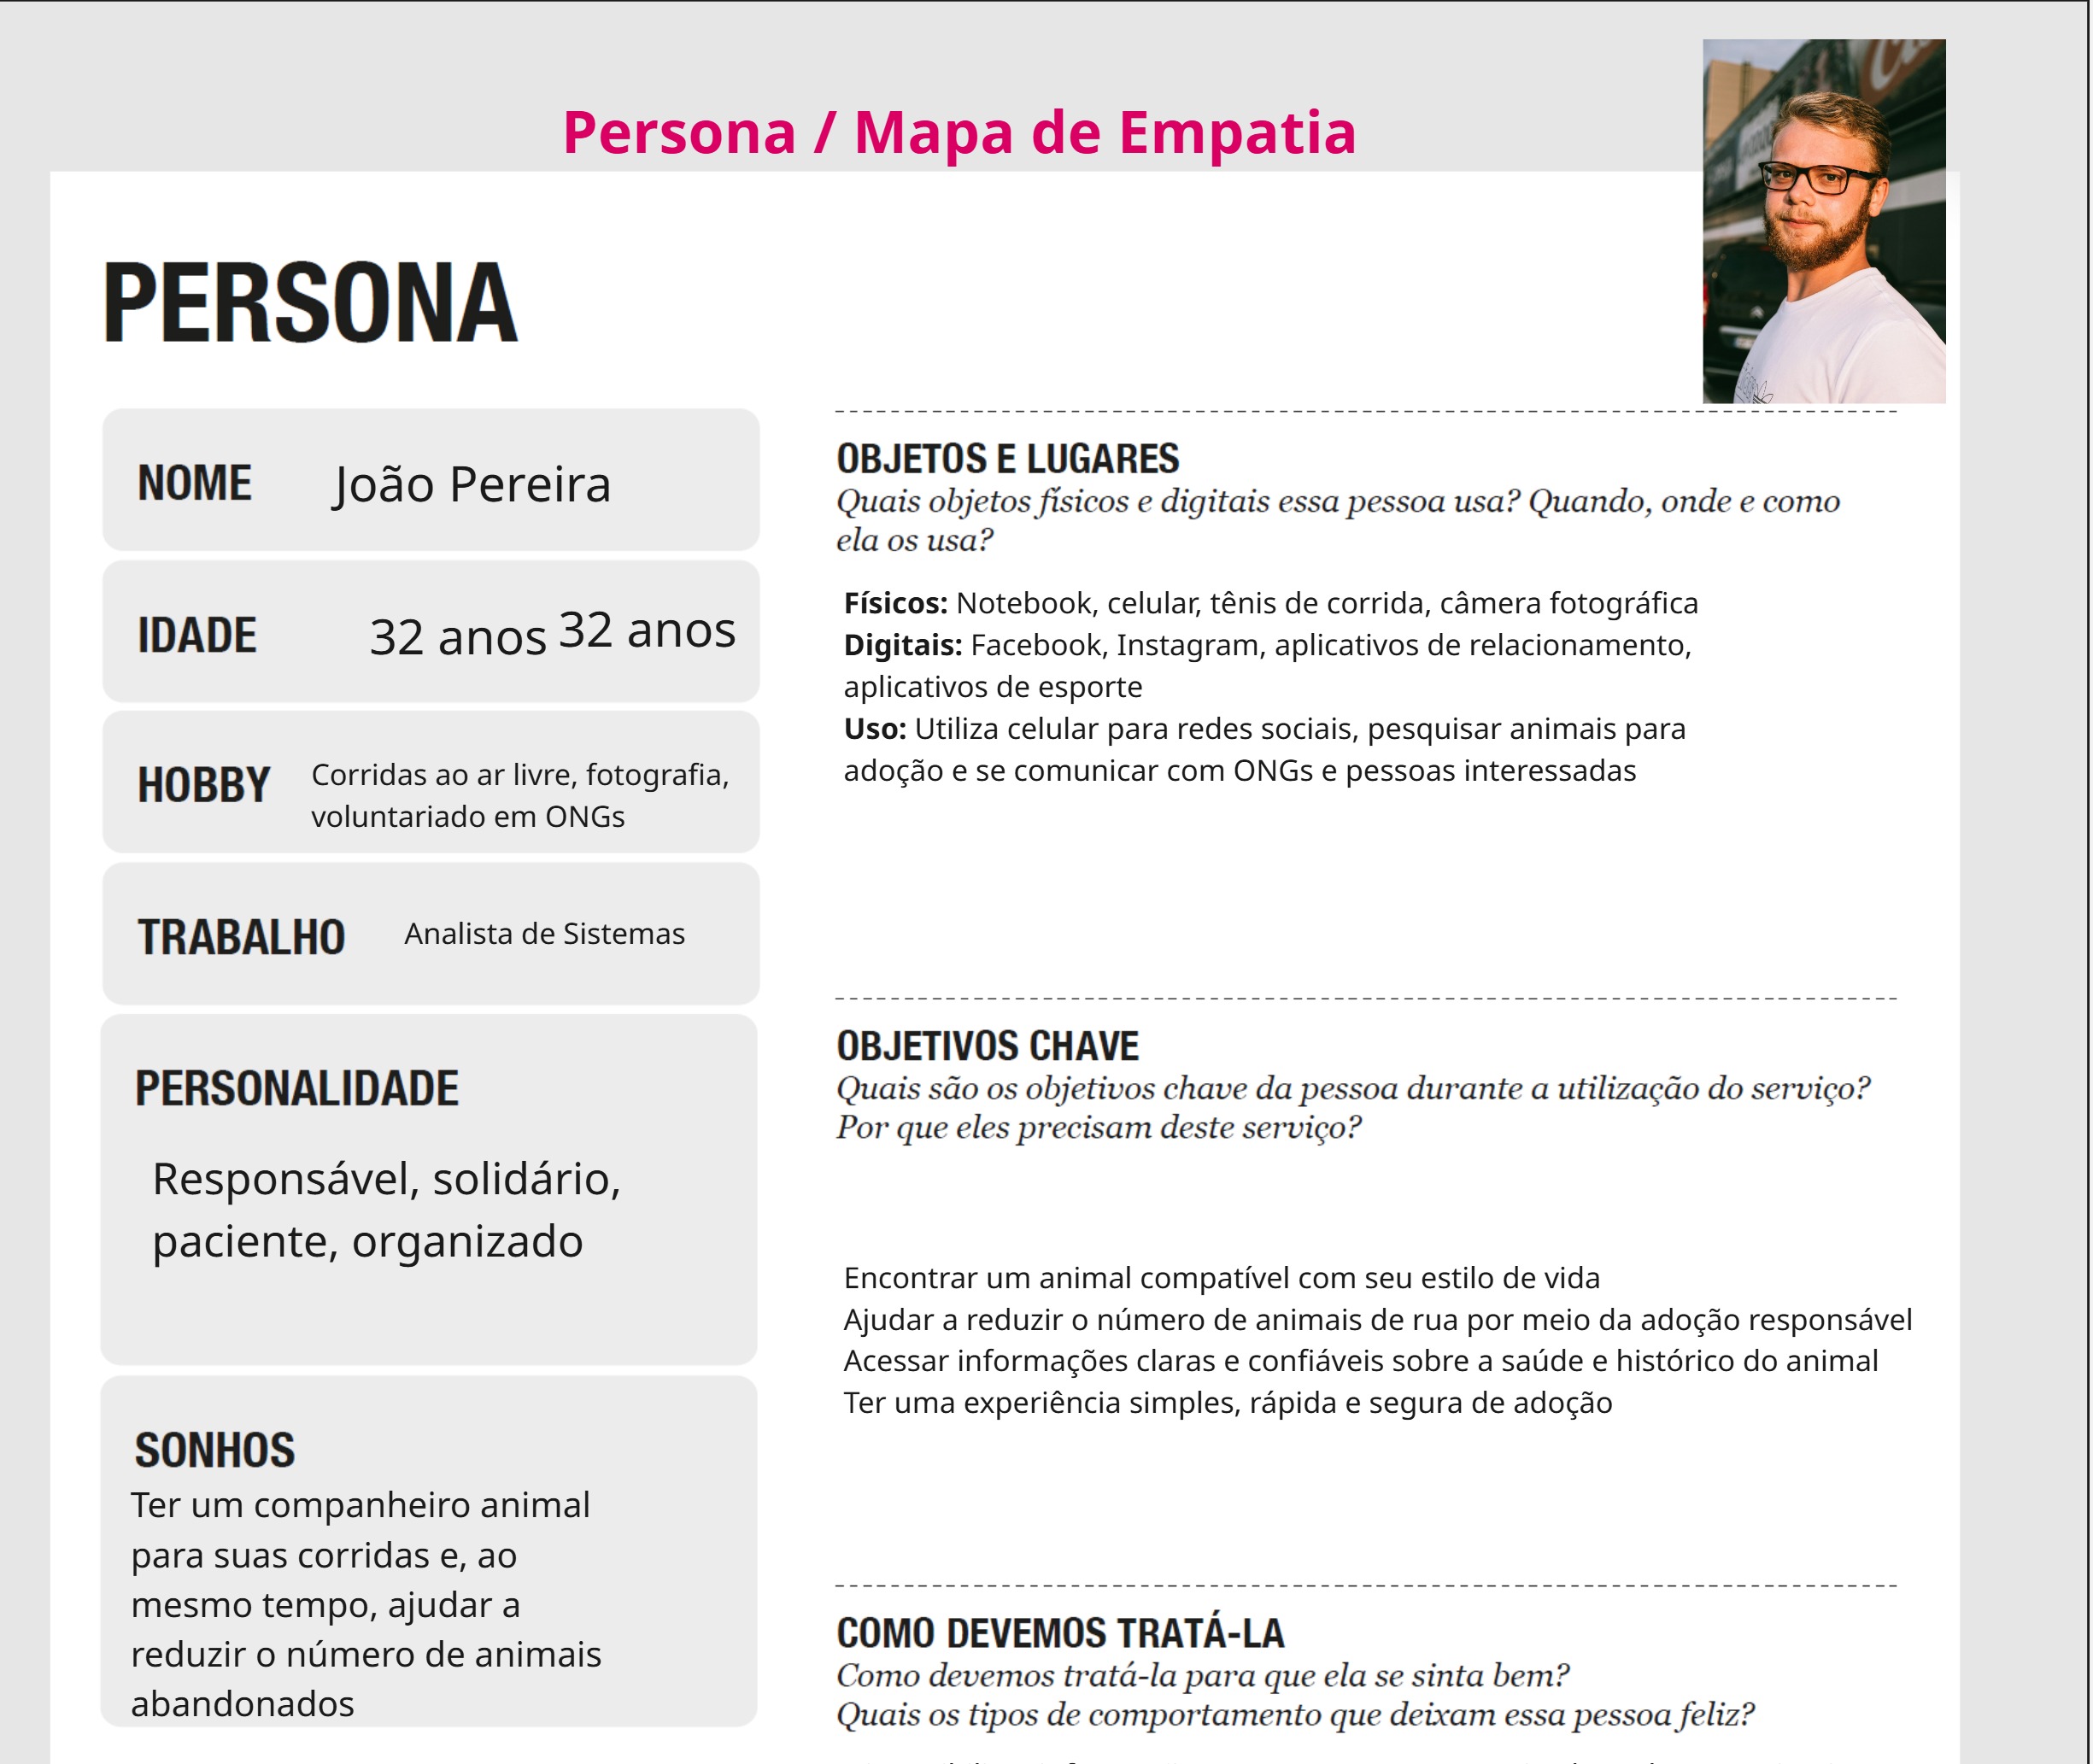 Persona / Mapa de Empatia
PERSONA
NOME João Pereira
IDADE 32 anos 32 anos
HOBBY Corridas ao ar livre, fotografia,
voluntariado em ONGs
TRABALHO Analista de Sistemas
PERSONALIDADE
Responsável, solidário,
paciente, organizado
SONHOS
Ter um companheiro animal
para suas corridas e, ao
mesmo tempo, ajudar a
reduzir o número de animais
abandonados
OBJETOS E LUGARES
Quais objetos físicos e digitais essa pessoa usa? Quando, onde e como
ela os usa?
Físicos: Notebook, celular, tênis de corrida, câmera fotográfica
Digitais: Facebook, Instagram, aplicativos de relacionamento,
aplicativos de esporte
Uso: Utiliza celular para redes sociais, pesquisar animais para
adoção e se comunicar com ONGs e pessoas interessadas
OBJETIVOS CHAVE
Quais são os objetivos chave da pessoa durante a utilização do serviço?
Por que eles precisam deste serviço?
Encontrar um animal compatível com seu estilo de vida
Ajudar a reduzir o número de animais de rua por meio da adoção responsável
Acessar informações claras e confiáveis sobre a saúde e histórico do animal
Ter uma experiência simples, rápida e segura de adoção
COMO DEVEMOS TRATÁ-LA
Como devemos tratá-la para que ela se sinta bem?
Quais os tipos de comportamento que deixam essa pessoa feliz?